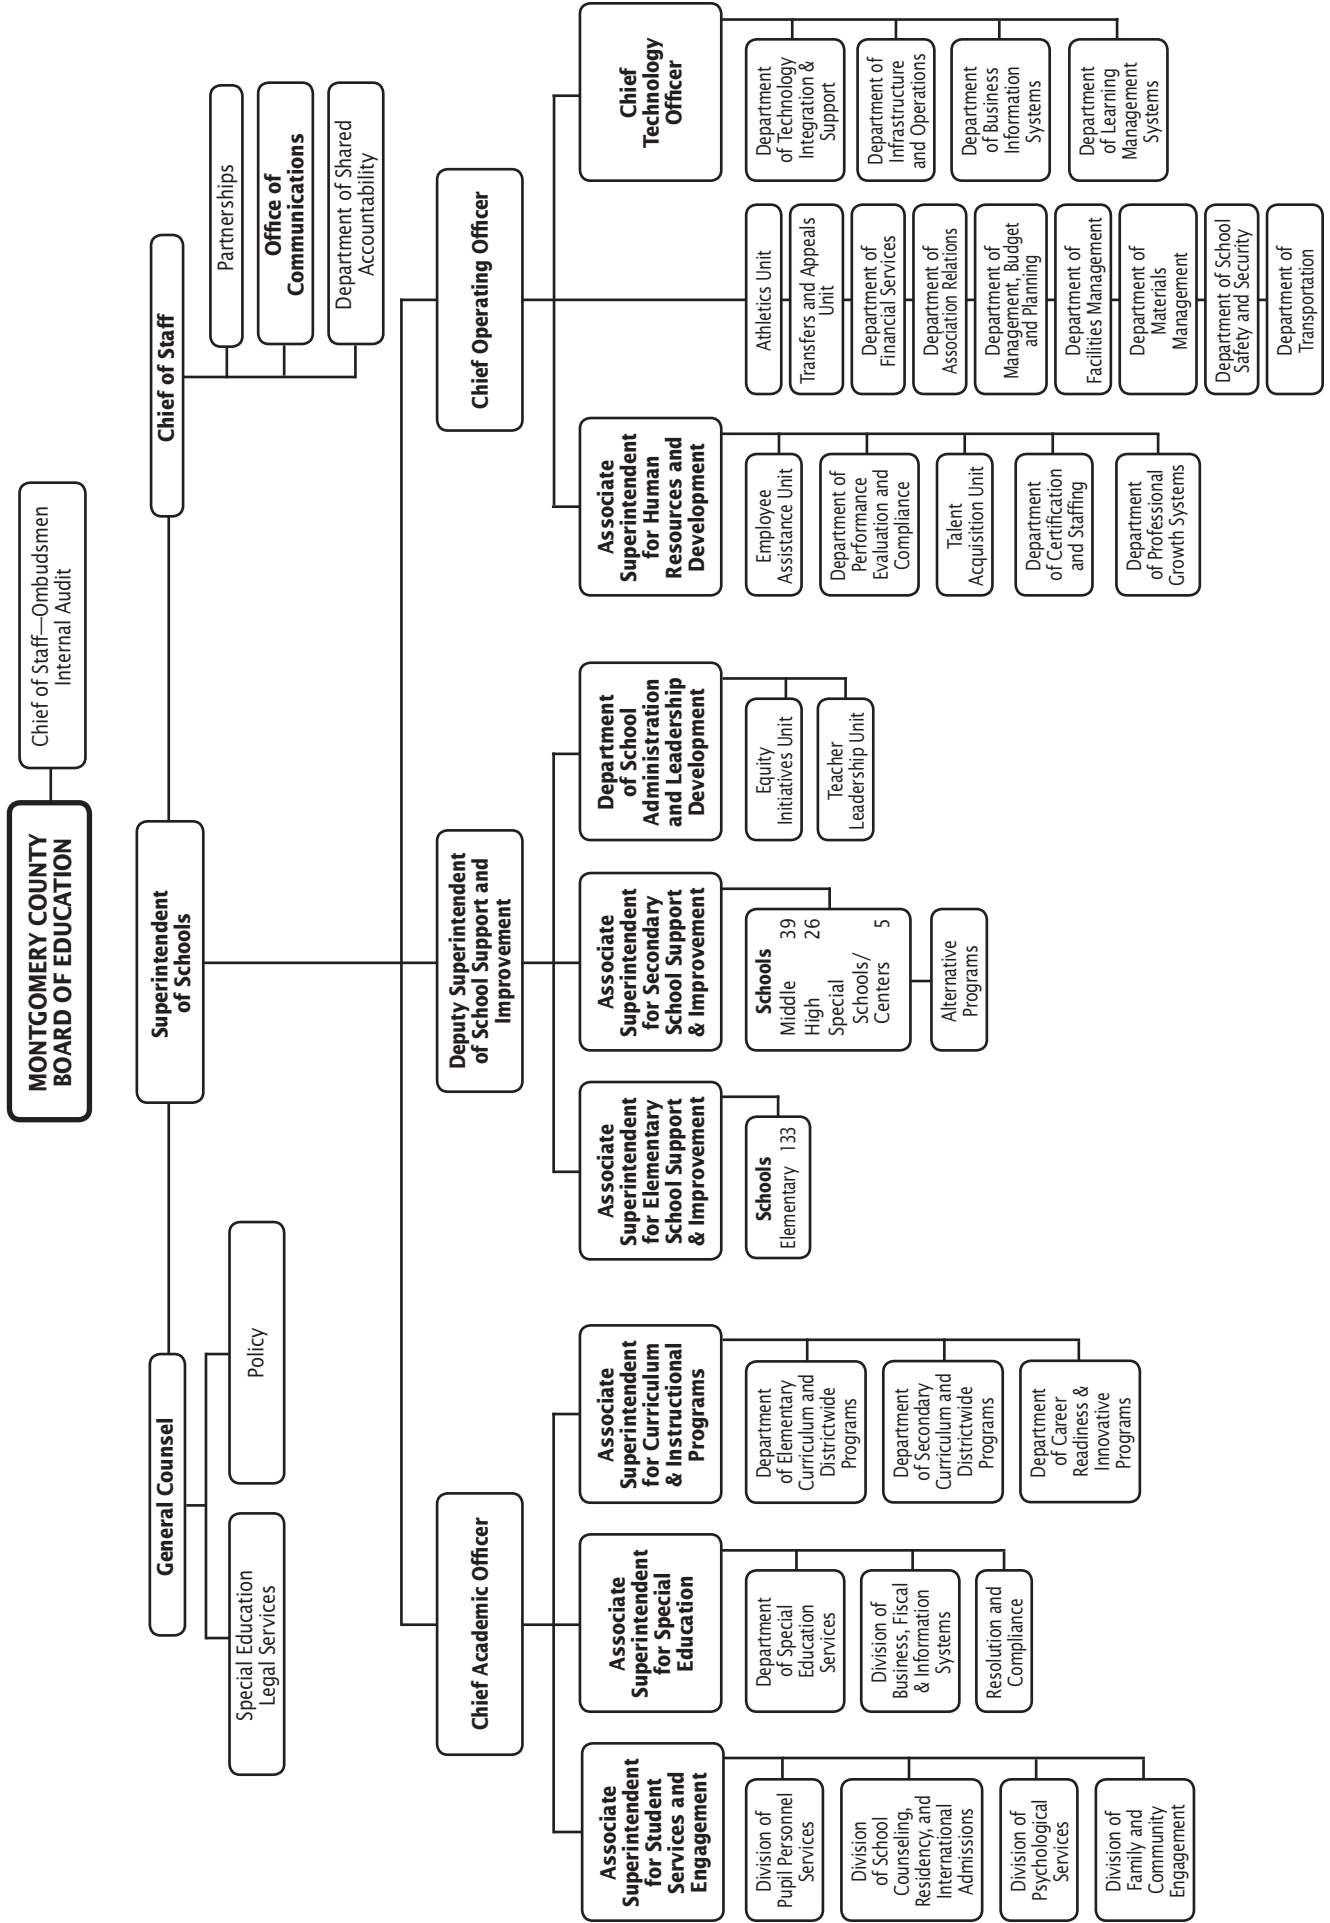 MONTGOMERY COUNTY
BOARD OF EDUCATION
Chief of Staff—Ombudsmen
Internal Audit
Superintendent
of Schools
General Counsel
Special Education
Legal Services
Policy
Chief of Staff
Partnerships
Office of
Communications
Department of Shared
Accountability
Chief Academic Officer
Associate
Superintendent
for Student
Services and
Engagement
Division of
Pupil Personnel
Services
Division
of School
Counseling,
Residency, and
International
Admissions
Division of
Psychological
Services
Division of
Family and
Community
Engagement
Associate
Superintendent
for Special
Education
Department
of Special
Education
Services
Division of
Business, Fiscal
& Information
Systems
Resolution and
Compliance
Associate
Superintendent
for Curriculum
& Instructional
Programs
Department
of Elementary
Curriculum and
Districtwide
Programs
Department
of Secondary
Curriculum and
Districtwide
Programs
Department
of Career
Readiness &
Innovative
Programs
Deputy Superintendent
of School Support and
Improvement
Associate
Superintendent
for Elementary
School Support
& Improvement
Schools
Elementary 133
Associate
Superintendent
for Secondary
School Support
& Improvement
Schools
Middle 39
High 26
Special
Schools/
Centers 5
Alternative
Programs
Department
of School
Administration
and Leadership
Development
Equity
Initiatives Unit
Teacher
Leadership Unit
Chief Operating Officer
Associate
Superintendent
for Human
Resources and
Development
Employee
Assistance Unit
Department of
Performance
Evaluation and
Compliance
Talent
Acquisition Unit
Department
of Certification
and Staffing
Department
of Professional
Growth Systems
Athletics Unit
Transfers and Appeals
Unit
Department of
Financial Services
Department of
Association Relations
Department of
Management, Budget
and Planning
Department of
Facilities Management
Department of
Materials
Management
Department of School
Safety and Security
Department of
Transportation
Chief
Technology
Officer
Department
of Technology
Integration &
Support
Department of
Infrastructure
and Operations
Department
of Business
Information
Systems
Department
of Learning
Management
Systems